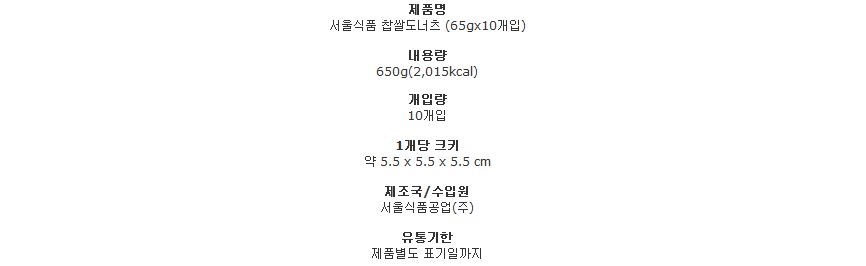 제품명
서울식품 찹쌀도너츠 (65gx10개입)
내용량
650g(2,015kcal)
개입량
10개입
1개당 크키
약 5.5 x 5.5 x 5.5 cm
제조국/수입원
서울식품공업(주)
유통기한
제품별도 표기일까지